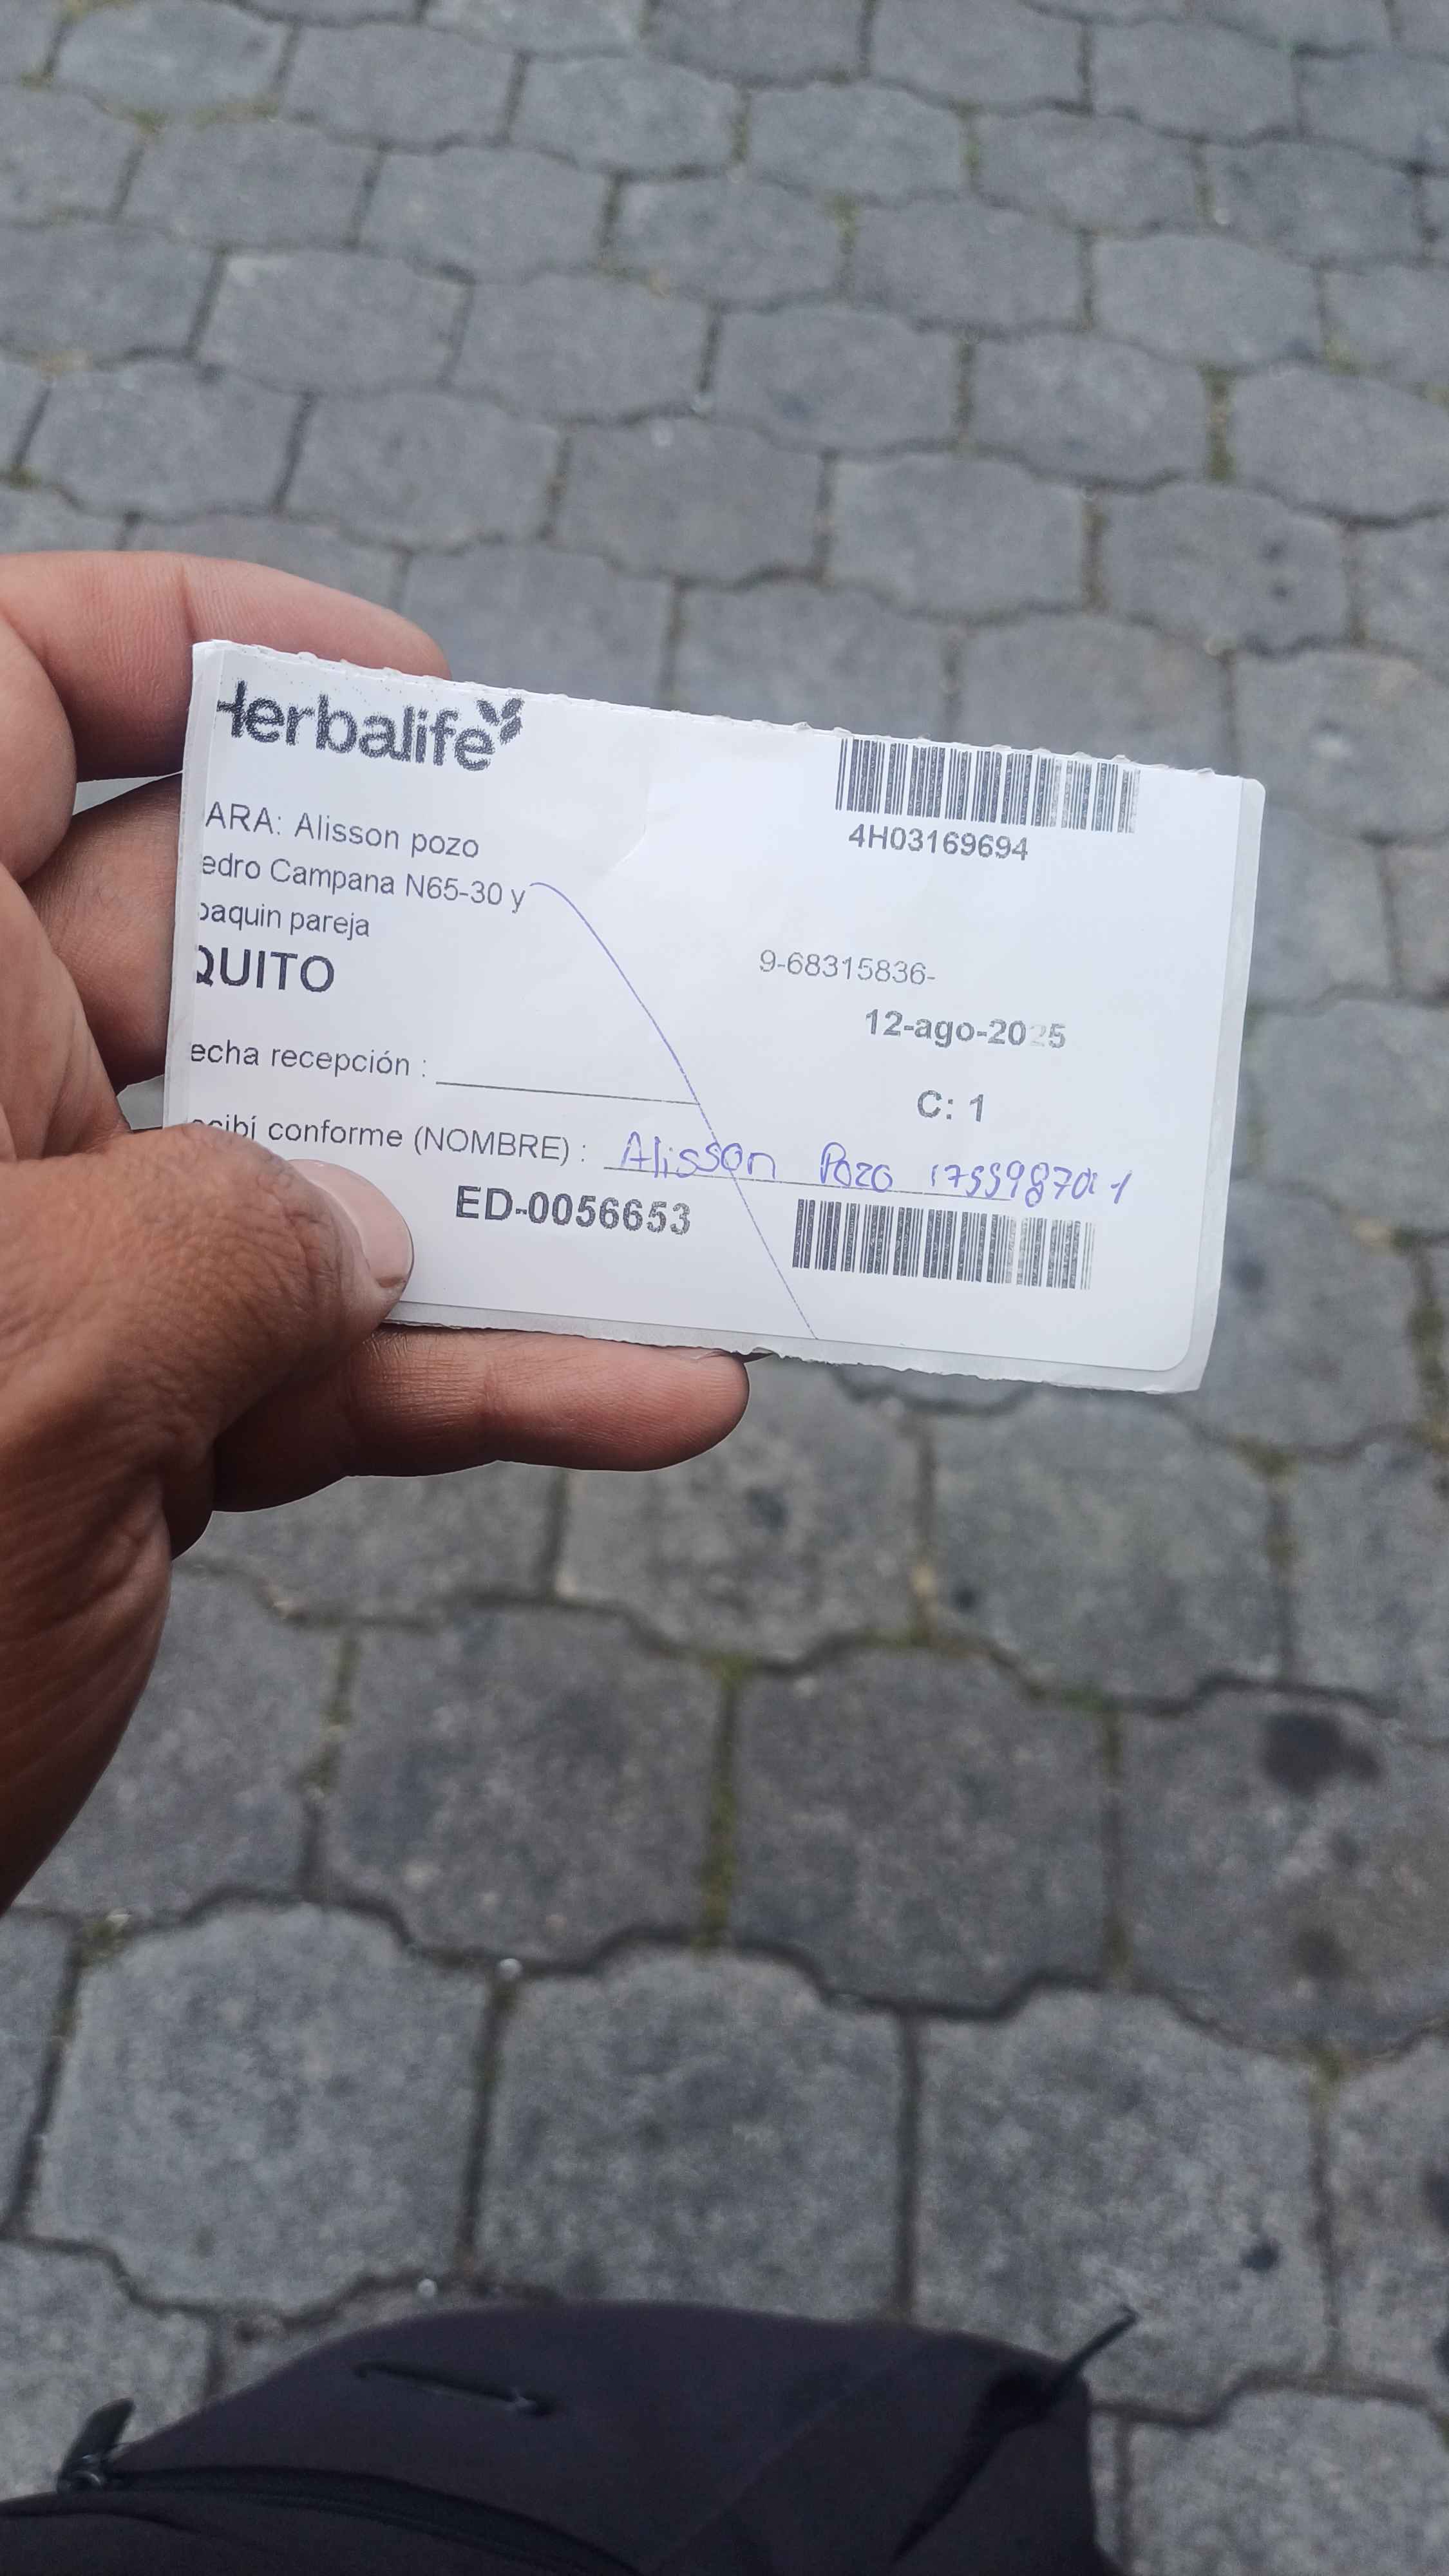 Herbalife
4H03169694
ARA: Alisson pozo
edro Campana N65-30 y
oaquin pareja
QUITO
9-68315836-
12-ago-2025
echa recepción :
C: 1
ecibí conforme (NOMBRE) : Alisson Pozo
ED-0056653